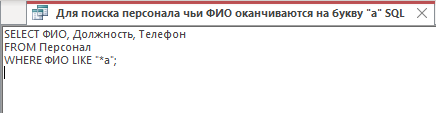 Для поиска персонала чьи ФИО оканчиваются на букву "а" SQL
SELECT ФИО, Должность, Телефон
FROM Персонал
WHERE ФИО LIKE "*а";